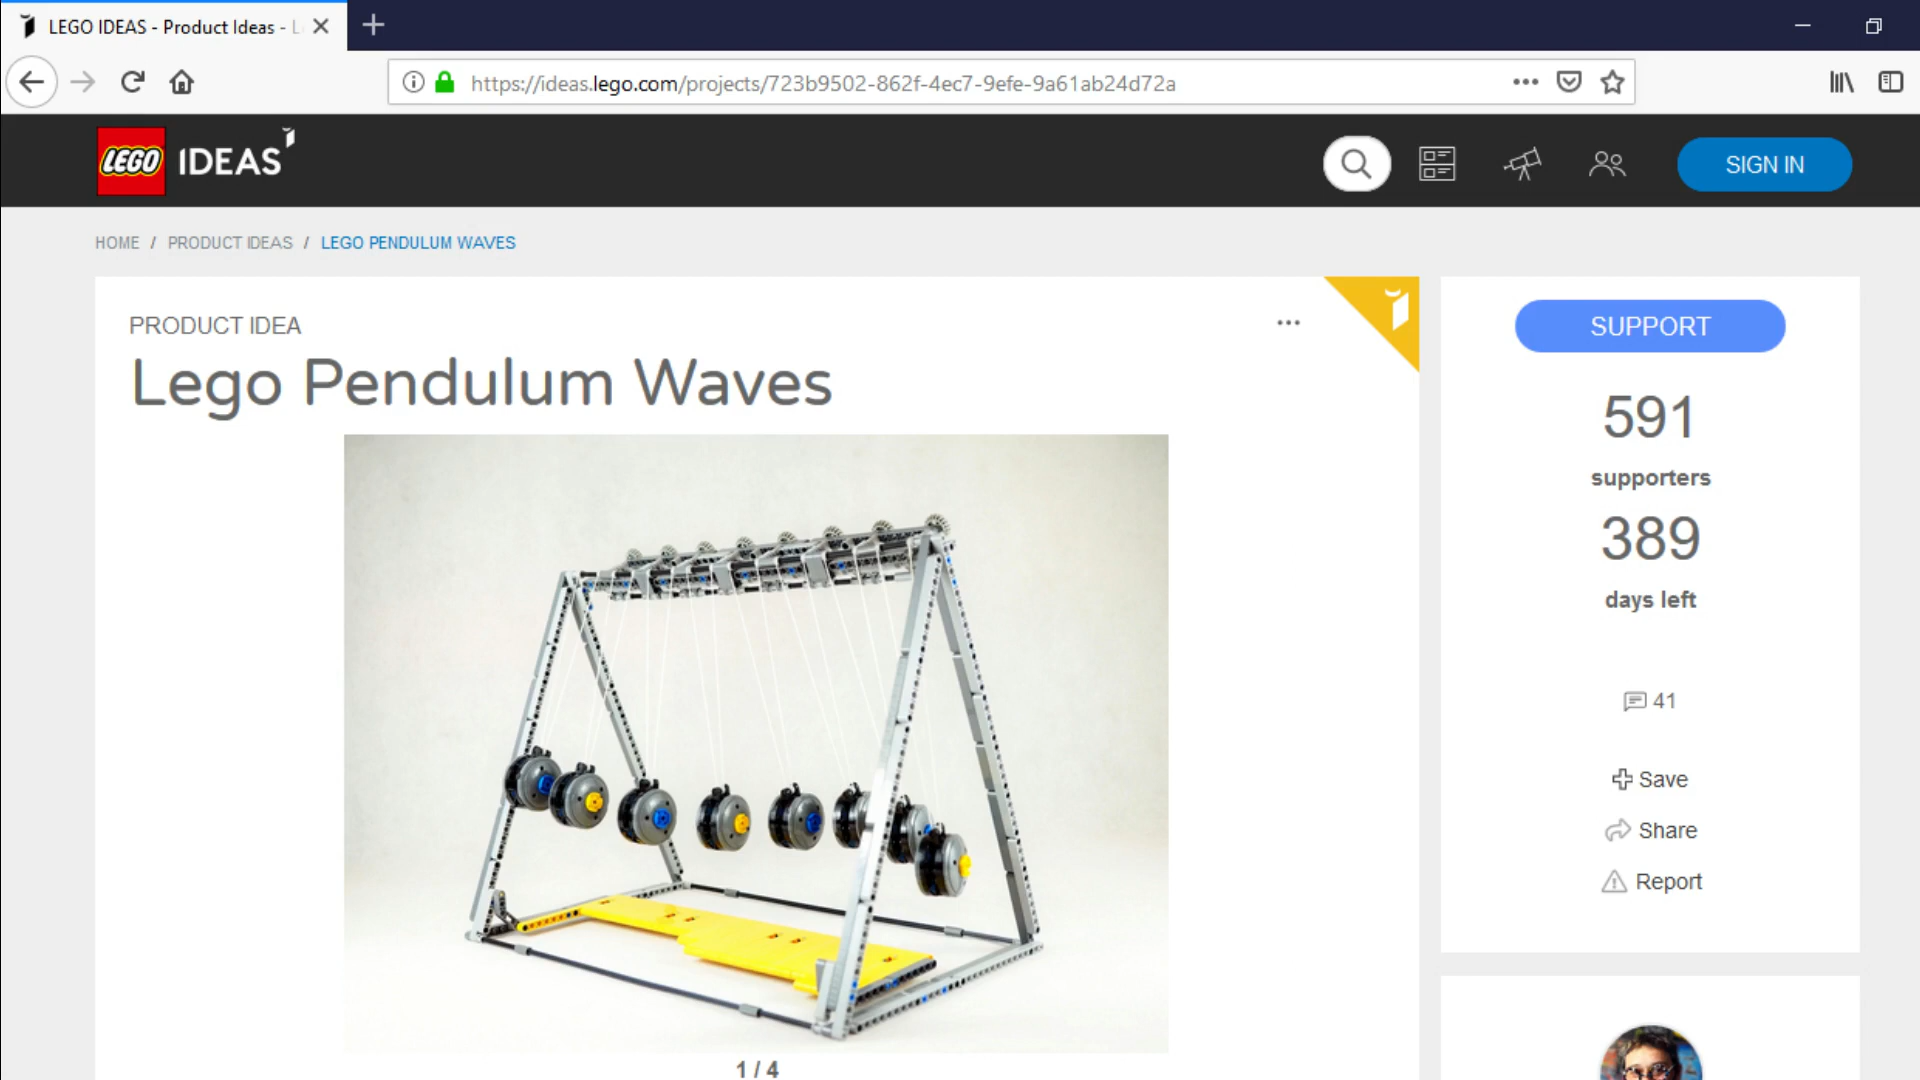 LEGO IDEAS - Product Ideas - L
https://ideas.lego.com/projects/723b9502-862f-4ec7-9efe-9a61ab24d72a
LEGO IDEAS
SIGN IN
HOME / PRODUCT IDEAS / LEGO PENDULUM WAVES
PRODUCT IDEA
Lego Pendulum Waves
1 / 4
SUPPORT
591
supporters
389
days left
41
Save
Share
Report